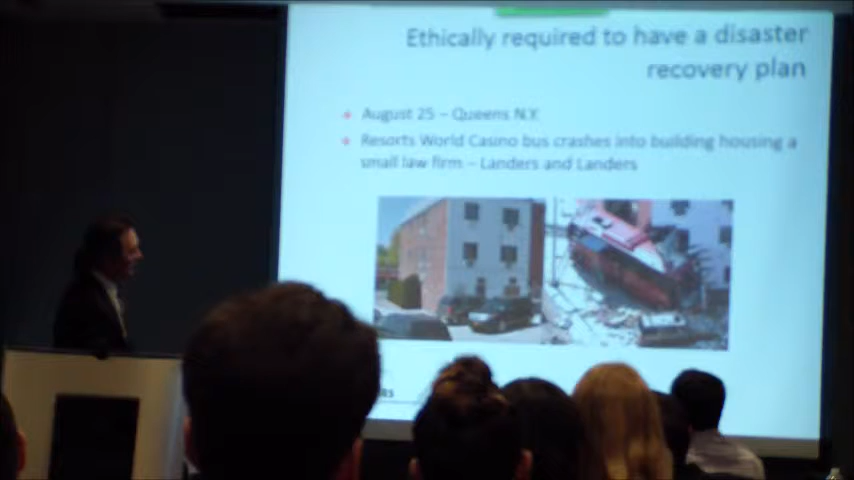 Ethically required to have a disaster
recovery plan
August 25 – Queens N.Y.
Resorts World Casino bus crashes into building housing a
small law firm – Landers and Landers